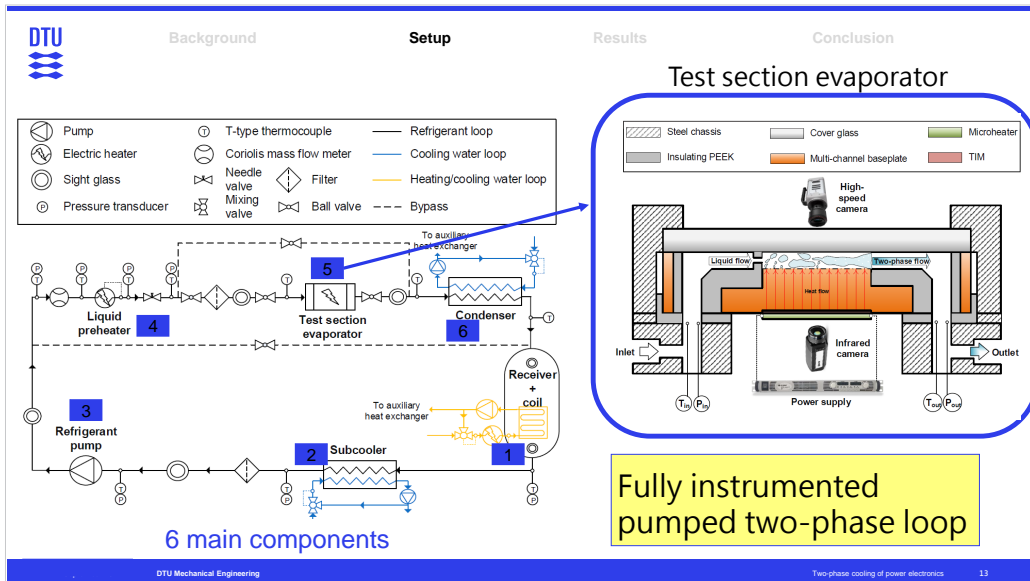 DTU
Background
Setup
Results
Conclusion
Pump
Electric heater
Sight glass
P
Pressure transducer
T
T-type thermocouple
Coriolis mass flow meter
Needle
valve
Filter
Mixing
valve
Ball valve
Refrigerant loop
Cooling water loop
Heating/cooling water loop
Bypass
To auxiliary
heat exchanger
5
P
T
P
T
P
T
P
T
T
T
P
Liquid
preheater
4
Test section
evaporator
Condenser
6
T
Receiver
+
coil
To auxiliary
heat exchanger
3
Refrigerant
pump
2
Subcooler
1
T
P
T
P
T
P
6 main components
Test section evaporator
Steel chassis
Cover glass
Microheater
Insulating PEEK
Multi-channel baseplate
TIM
High-
speed
camera
Liquid flow
Two-phase flow
Heat flow
Inlet
Infrared
camera
Outlet
Tin
Pin
Power supply
Tout
Pout
Fully instrumented
pumped two-phase loop
DTU Mechanical Engineering
Two-phase cooling of power electronics
13